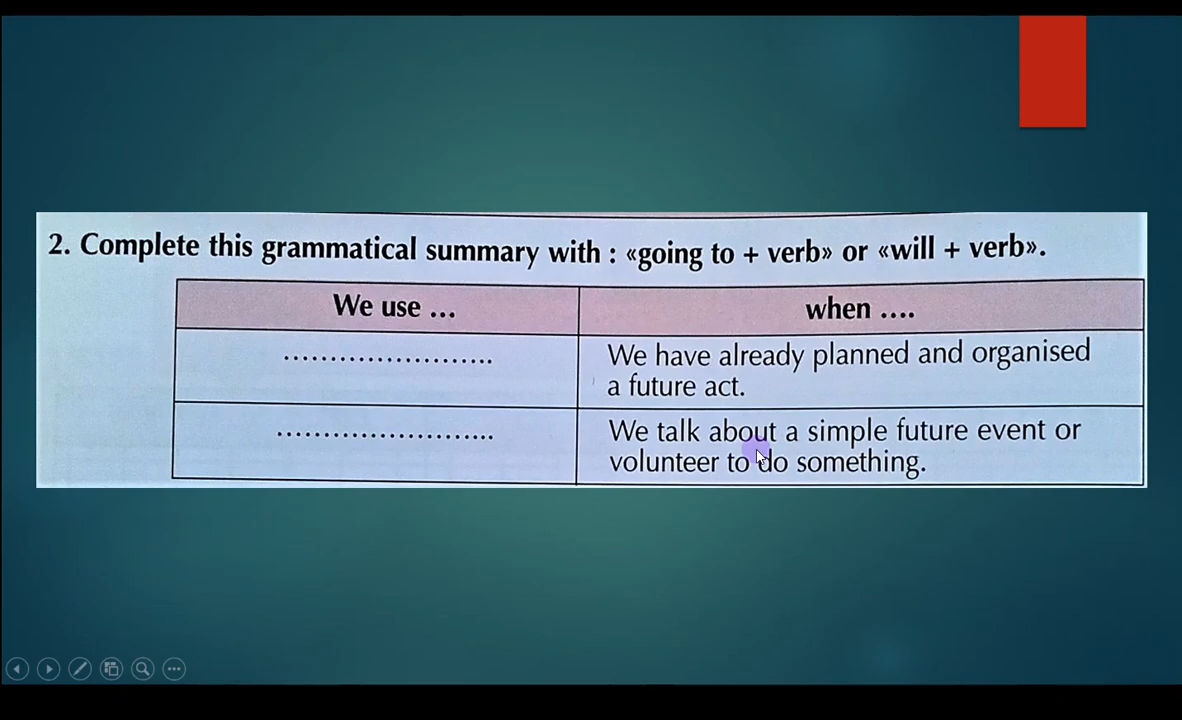 2. Complete this grammatical summary with : «going to + verb» or «will + verb».
We use ...
when ....
.......................
We have already planned and organised
a future act.
........................
We talk about a simple future event or
volunteer to do something.